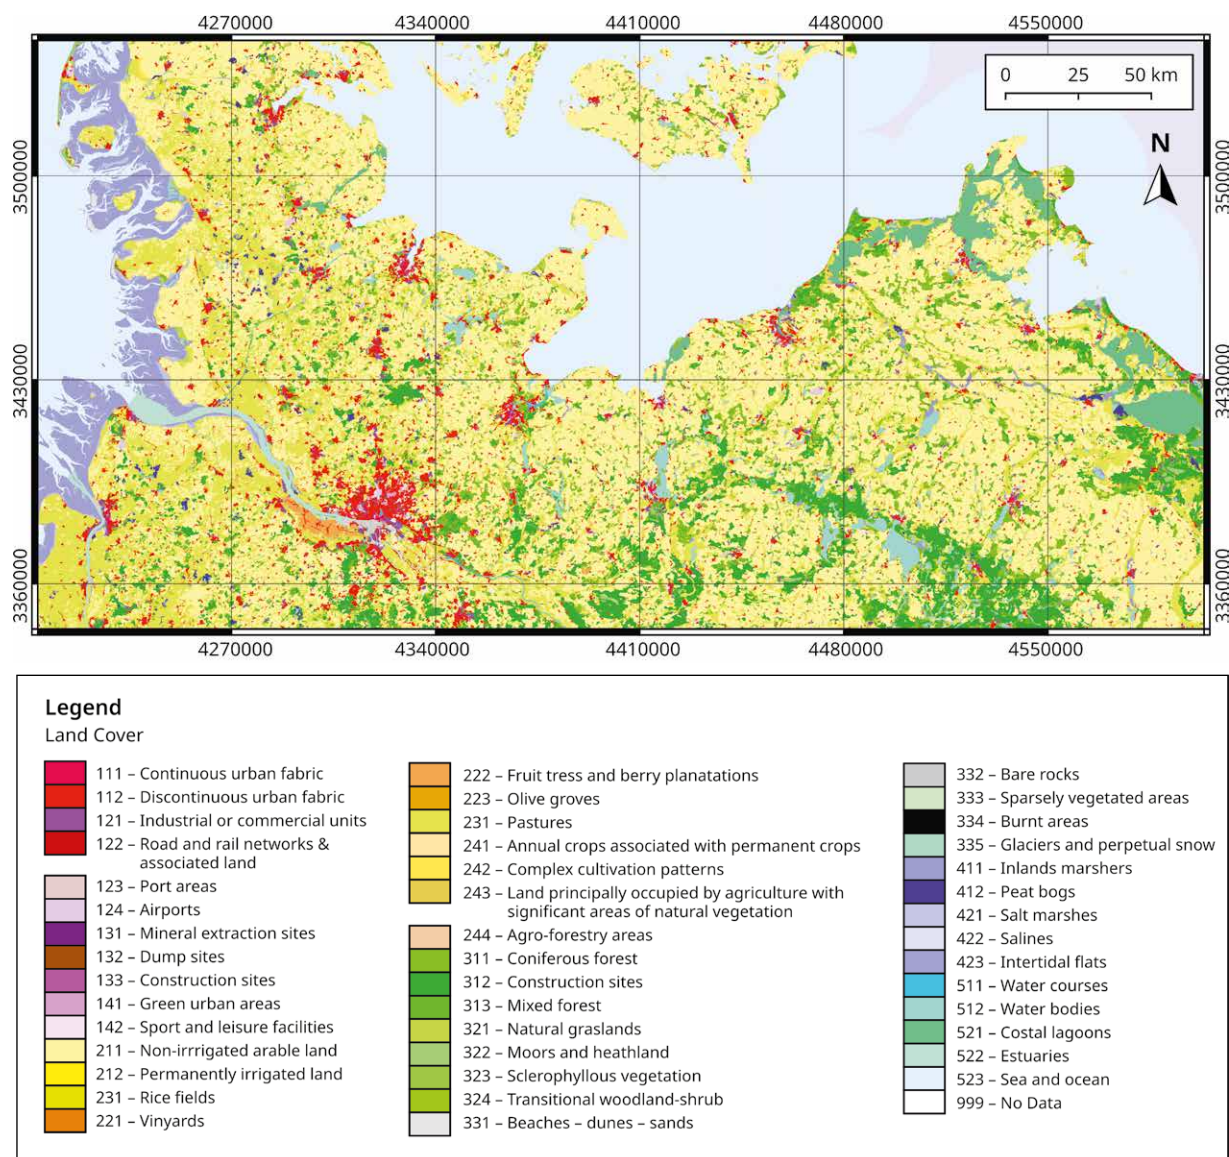 4270000 4340000 4410000 4480000 4550000
0 25 50 km
N
3500000 3500000
3430000 3430000
3360000 3360000
4270000 4340000 4410000 4480000 4550000
Legend
Land Cover
111 – Continuous urban fabric
112 – Discontinuous urban fabric
121 – Industrial or commercial units
122 – Road and rail networks &
associated land
123 – Port areas
124 – Airports
131 – Mineral extraction sites
132 – Dump sites
133 – Construction sites
141 – Green urban areas
142 – Sport and leisure facilities
211 – Non-irrrigated arable land
212 – Permanently irrigated land
231 – Rice fields
221 – Vinyards
222 – Fruit tress and berry planatations
223 – Olive groves
231 – Pastures
241 – Annual crops associated with permanent crops
242 – Complex cultivation patterns
243 – Land principally occupied by agriculture with
significant areas of natural vegetation
244 – Agro-forestry areas
311 – Coniferous forest
312 – Construction sites
313 – Mixed forest
321 – Natural graslands
322 – Moors and heathland
323 – Sclerophyllous vegetation
324 – Transitional woodland-shrub
331 – Beaches – dunes – sands
332 – Bare rocks
333 – Sparsely vegetated areas
334 – Burnt areas
335 – Glaciers and perpetual snow
411 – Inlands marshers
412 – Peat bogs
421 – Salt marshes
422 – Salines
423 – Intertidal flats
511 – Water courses
512 – Water bodies
521 – Costal lagoons
522 – Estuaries
523 – Sea and ocean
999 – No Data